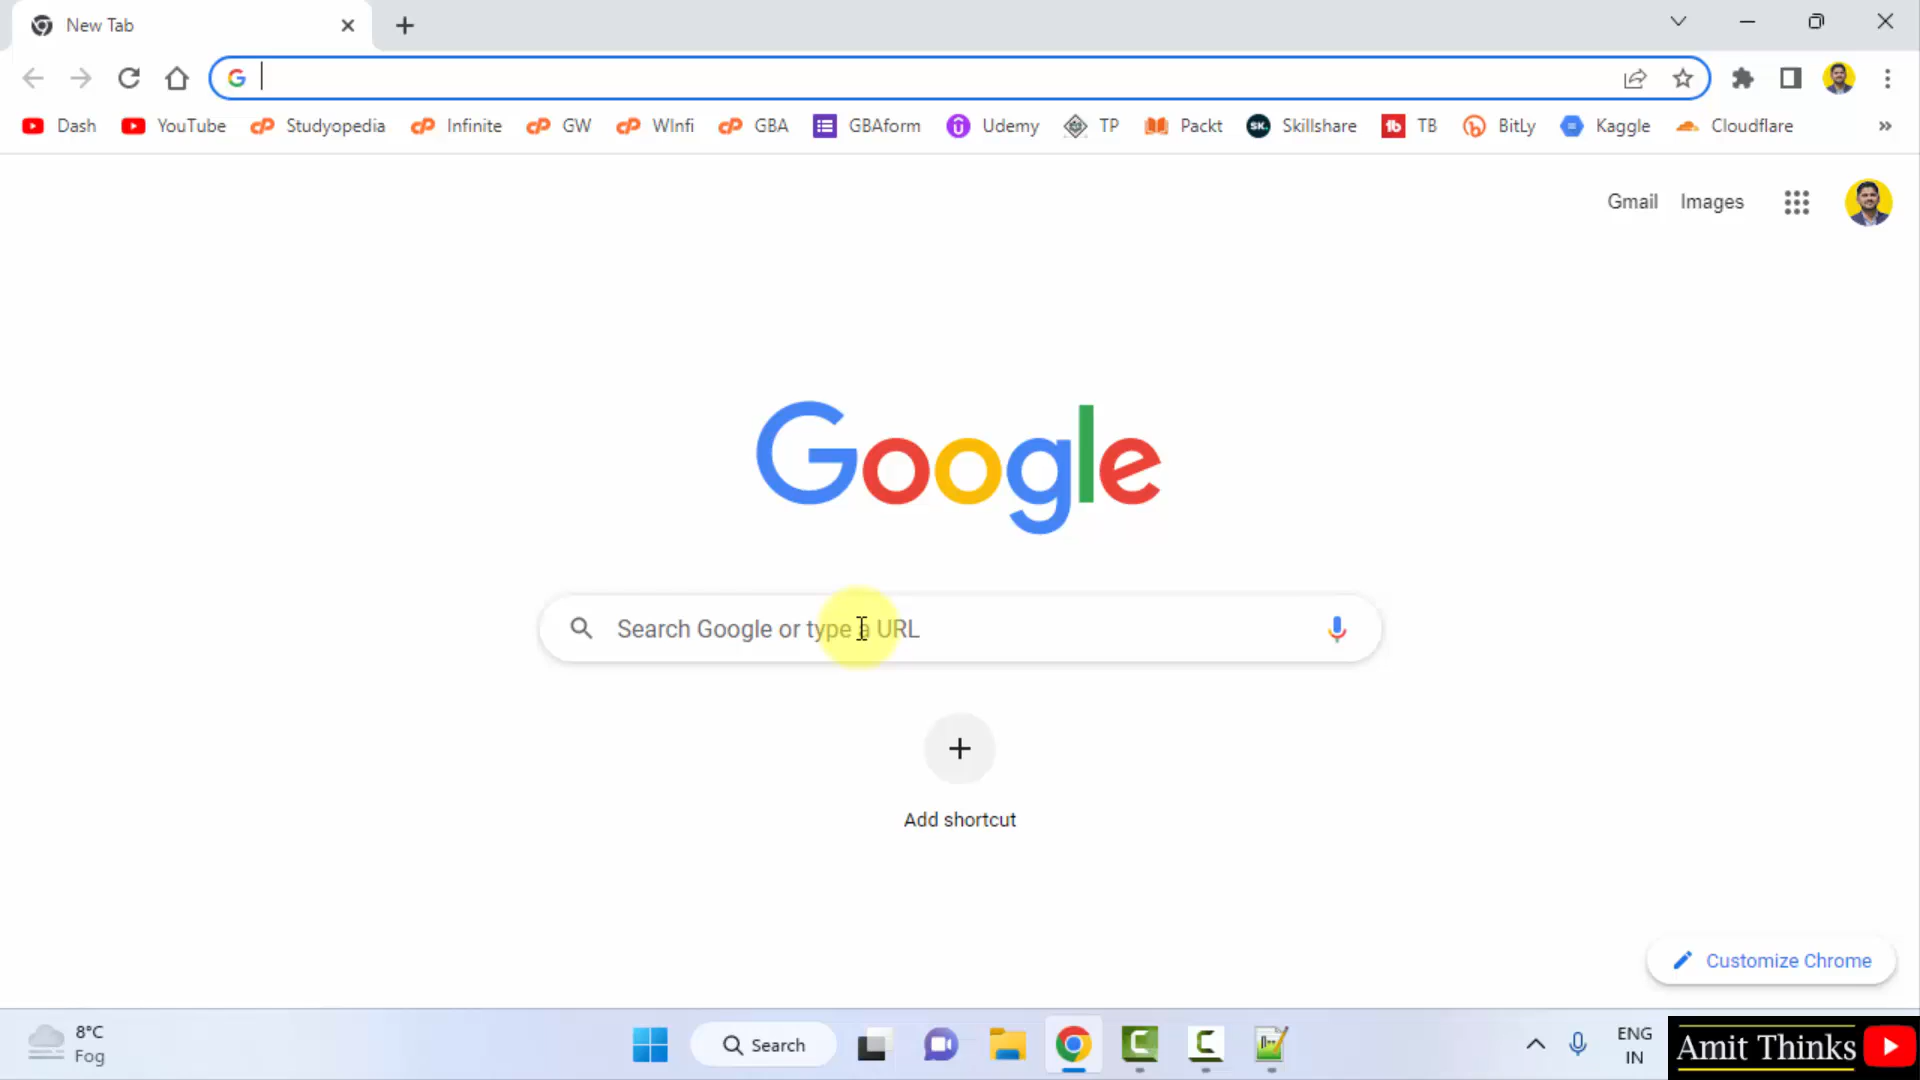 New Tab
Dash YouTube Studyopedia Infinite GW WInfi GBA GBAform Udemy TP Packt Skillshare TB BitLy Kaggle Cloudflare »
Gmail Images
Google
Search Google or type a URL
Add shortcut
Customize Chrome
8°C
Fog
Search
ENG
IN
Amit Thinks